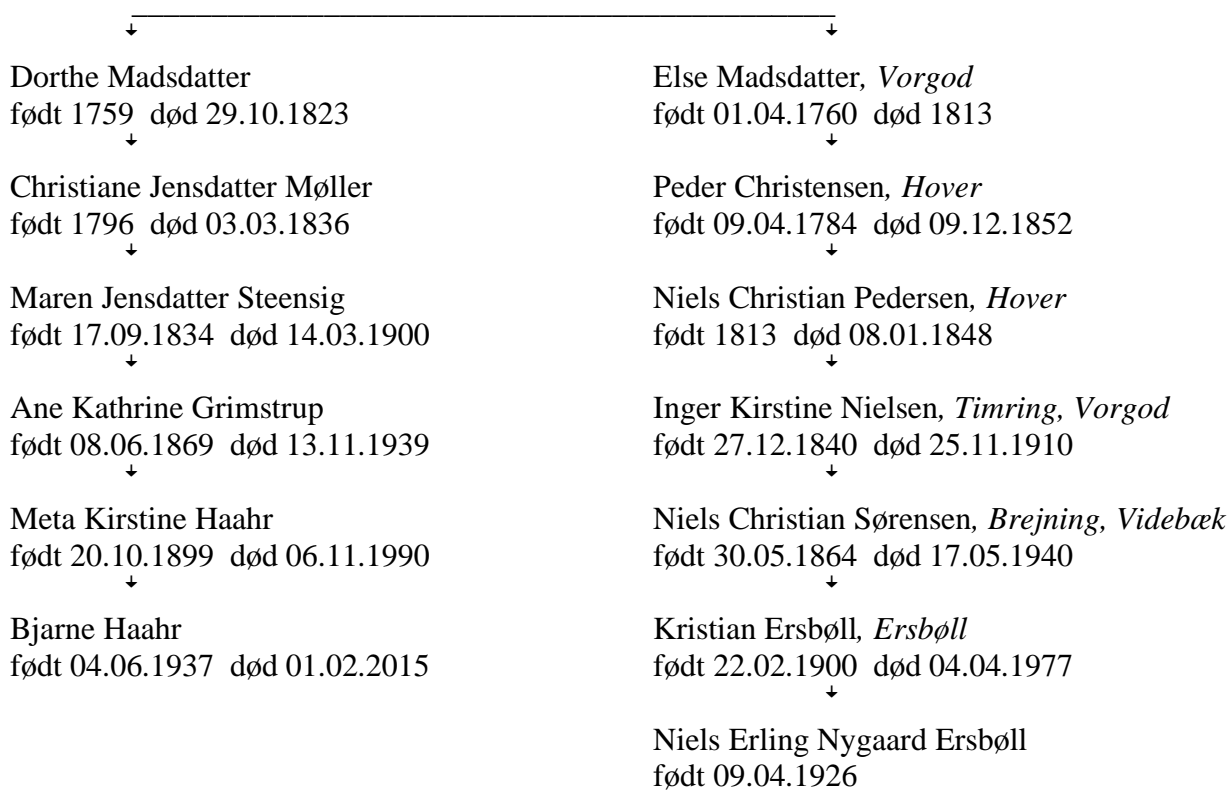 Dorthe Madsdatter
født 1759 død 29.10.1823
Christiane Jensdatter Møller
født 1796 død 03.03.1836
Maren Jensdatter Steensig
født 17.09.1834 død 14.03.1900
Ane Kathrine Grimstrup
født 08.06.1869 død 13.11.1939
Meta Kirstine Haahr
født 20.10.1899 død 06.11.1990
Bjarne Haahr
født 04.06.1937 død 01.02.2015
Else Madsdatter, Vorgod
født 01.04.1760 død 1813
Peder Christensen, Hover
født 09.04.1784 død 09.12.1852
Niels Christian Pedersen, Hover
født 1813 død 08.01.1848
Inger Kirstine Nielsen, Timring, Vorgod
født 27.12.1840 død 25.11.1910
Niels Christian Sørensen, Brejning, Videbæk
født 30.05.1864 død 17.05.1940
Kristian Ersbøll, Ersbøll
født 22.02.1900 død 04.04.1977
Niels Erling Nygaard Ersbøll
født 09.04.1926